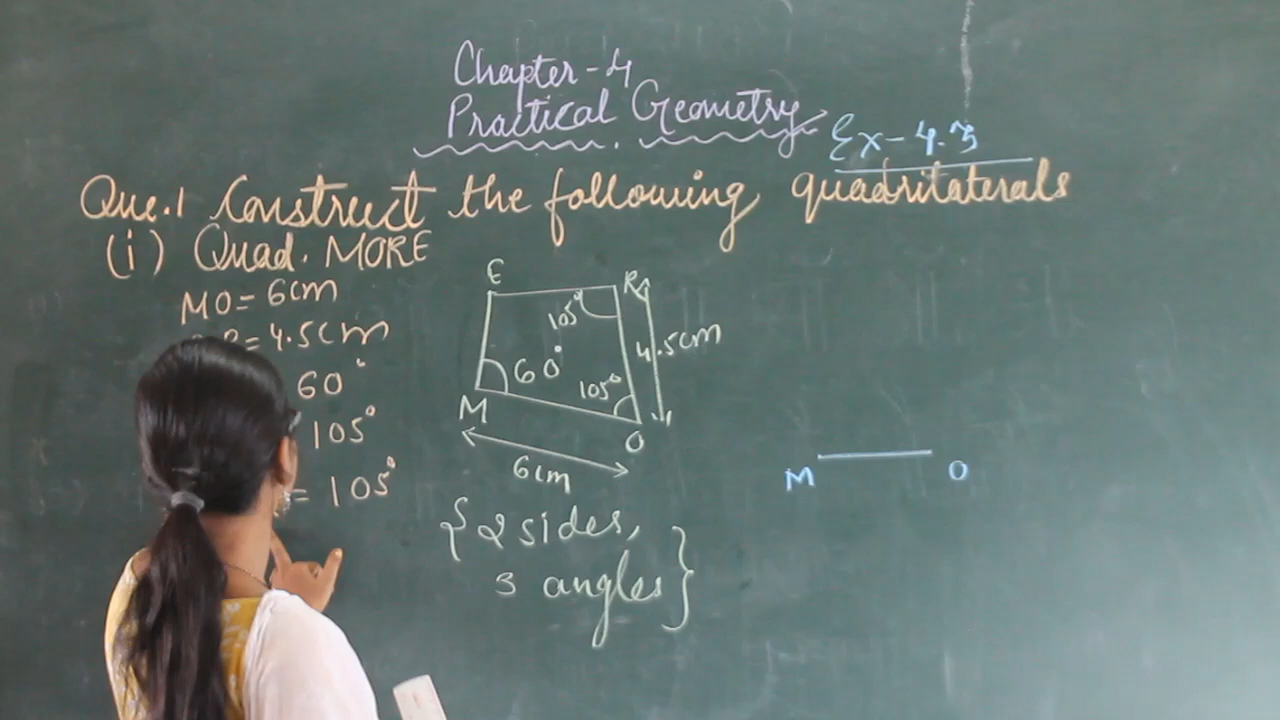 Chapter-4
Practical Geometry
Ex-4.3
Que.1 Construct the following quadrilaterals
(i) Quad. MORE
MO=6cm
=4.5cm
60°
105°
=105°
E
R
105°
60°
4.5cm
105°
M
O
6cm
{2 sides,
3 angles}
M
O